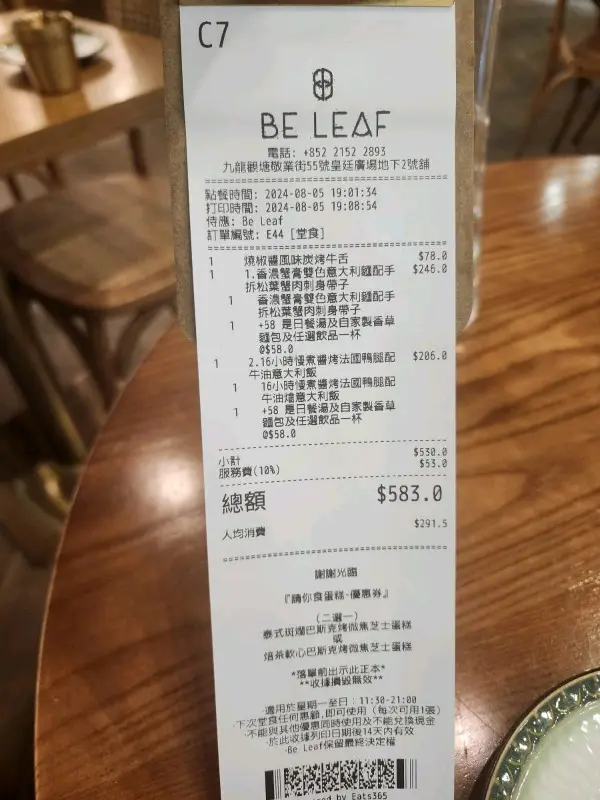 C7
BE LEAF
電話: +852 2152 2893
九龍觀塘敬業街55號皇廷廣場地下2號舖
點餐時間: 2024-08-05 19:01:34
打印時間: 2024-08-05 19:08:54
侍應: Be Leaf
訂單編號: E44 [堂食]
1 燒椒醬風味炭烤牛舌 $78.0
1 1.香濃蟹膏雙色意大利麵配手 $246.0
拆松葉蟹肉刺身帶子
1 香濃蟹膏雙色意大利麵配手
拆松葉蟹肉刺身帶子
1 +58 是日餐湯及自家製香草
麵包及任選飲品一杯
@$58.0
1 2.16小時慢煮醬烤法國鴨腿配 $206.0
牛油意大利飯
1 16小時慢煮醬烤法國鴨腿配
牛油燴意大利飯
1 +58 是日餐湯及自家製香草
麵包及任選飲品一杯
@$58.0
小計 $530.0
服務費(10%) $53.0
總額 $583.0
人均消費 $291.5
謝謝光臨
『請你食蛋糕-優惠券』
(二選一)
泰式斑斕巴斯克烤微焦芝士蛋糕
或
焙茶軟心巴斯克烤微焦芝士蛋糕
*落單前出示此正本*
**收據損毀無效**
·適用於星期一至日: 11:30-21:00
·下次堂食任何惠顧,即可使用 (每次可用1張)
·不能與其他優惠同時使用及不能兌換現金
·於此收據列印日期後14天內有效
·Be Leaf保留最終決定權
by Eats365